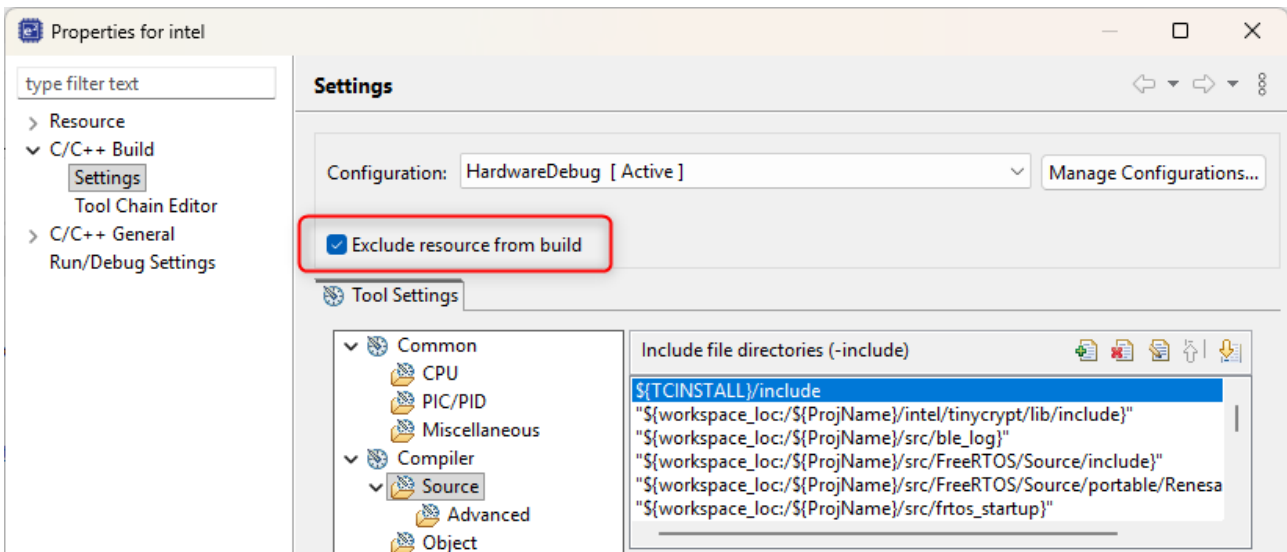 Properties for intel
type filter text
Resource
C/C++ Build
Settings
Tool Chain Editor
C/C++ General
Run/Debug Settings
Settings
Configuration:
HardwareDebug [ Active ]
Manage Configurations...
Exclude resource from build
Tool Settings
Common
CPU
PIC/PID
Miscellaneous
Compiler
Source
Advanced
Object
Include file directories (-include)
${TCINSTALL}/include
"${workspace_loc:/${ProjName}/intel/tinycrypt/lib/include}"
"${workspace_loc:/${ProjName}/src/ble_log}"
"${workspace_loc:/${ProjName}/src/FreeRTOS/Source/include}"
"${workspace_loc:/${ProjName}/src/FreeRTOS/Source/portable/Renesa
"${workspace_loc:/${ProjName}/src/frtos_startup}"